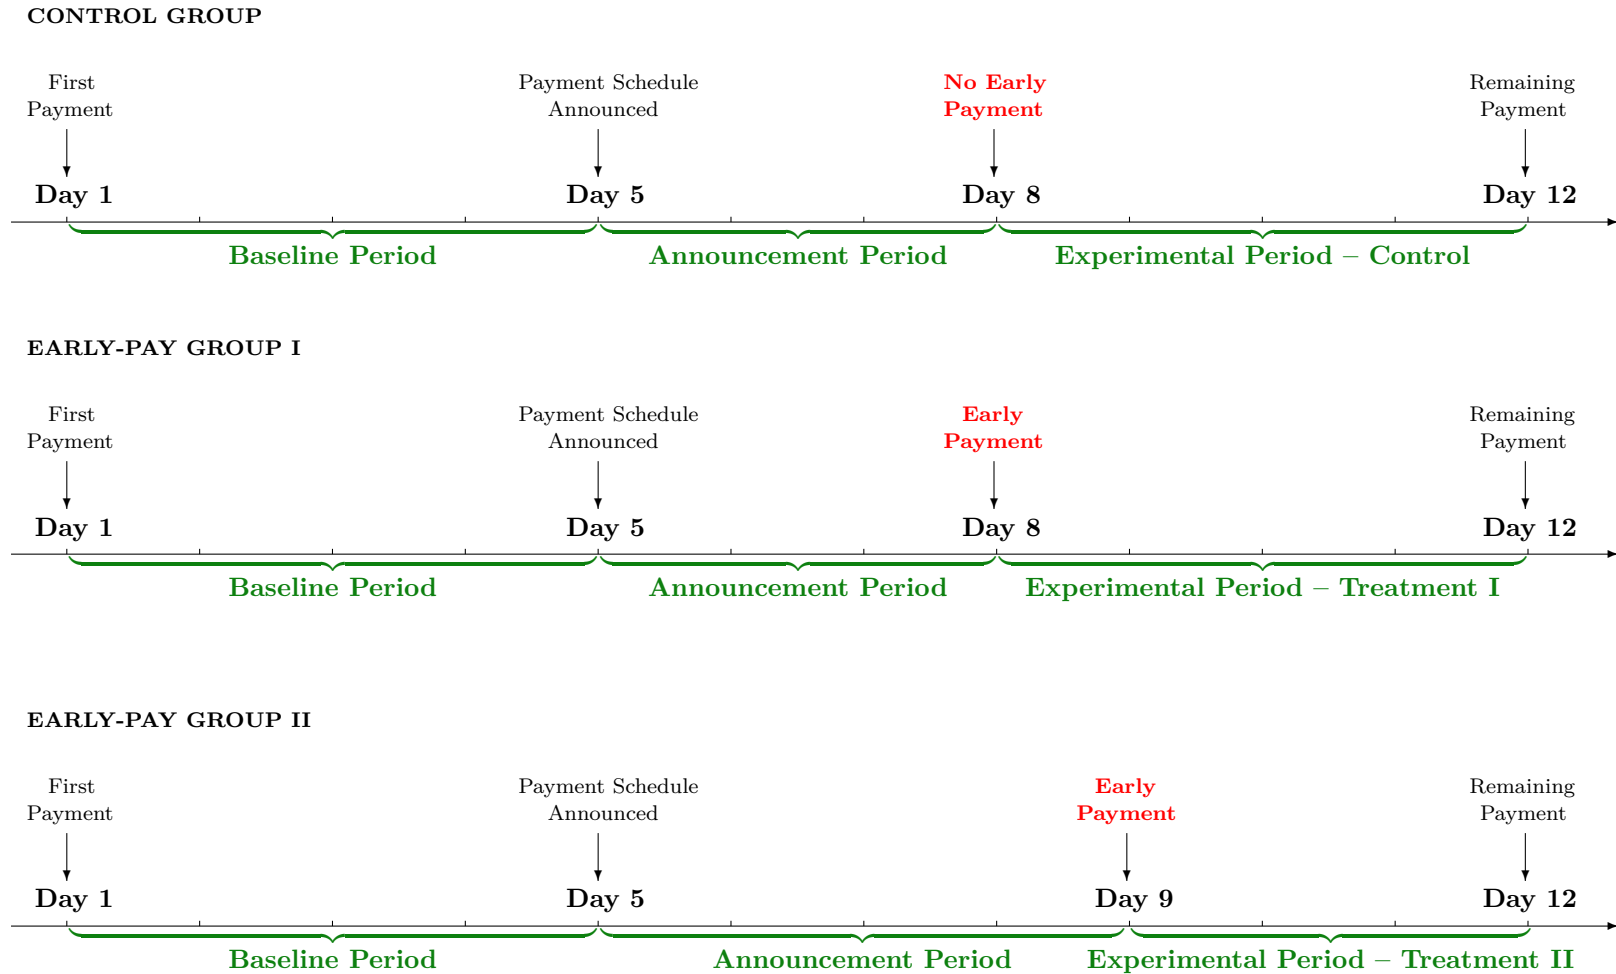 CONTROL GROUP
First Payment Schedule No Early Remaining
Payment Announced Payment Payment
Day 1 Day 5 Day 8 Day 12
Baseline Period Announcement Period Experimental Period – Control
EARLY-PAY GROUP I
First Payment Schedule Early Remaining
Payment Announced Payment Payment
Day 1 Day 5 Day 8 Day 12
Baseline Period Announcement Period Experimental Period – Treatment I
EARLY-PAY GROUP II
First Payment Schedule Early Remaining
Payment Announced Payment Payment
Day 1 Day 5 Day 9 Day 12
Baseline Period Announcement Period Experimental Period – Treatment II